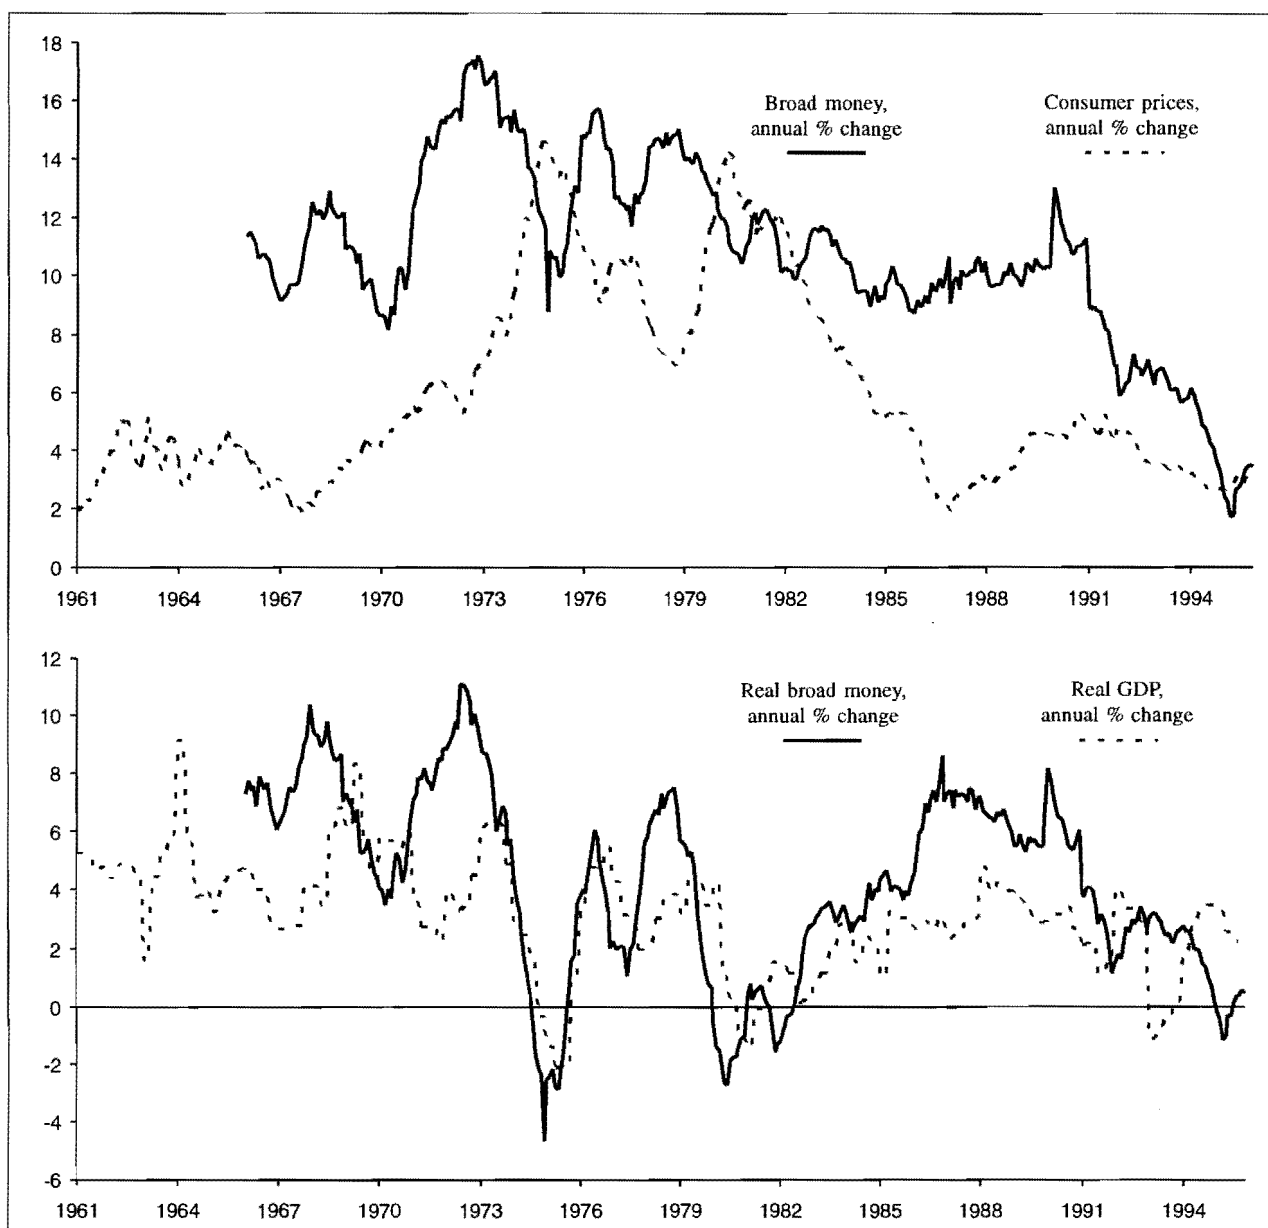 18
16
14
12
10
8
6
4
2
0
Broad money,
annual % change
Consumer prices,
annual % change
1961 1964 1967 1970 1973 1976 1979 1982 1985 1988 1991 1994
12
10
8
6
4
2
0
-2
-4
-6
Real broad money,
annual % change
Real GDP,
annual % change
1961 1964 1967 1970 1973 1976 1979 1982 1985 1988 1991 1994